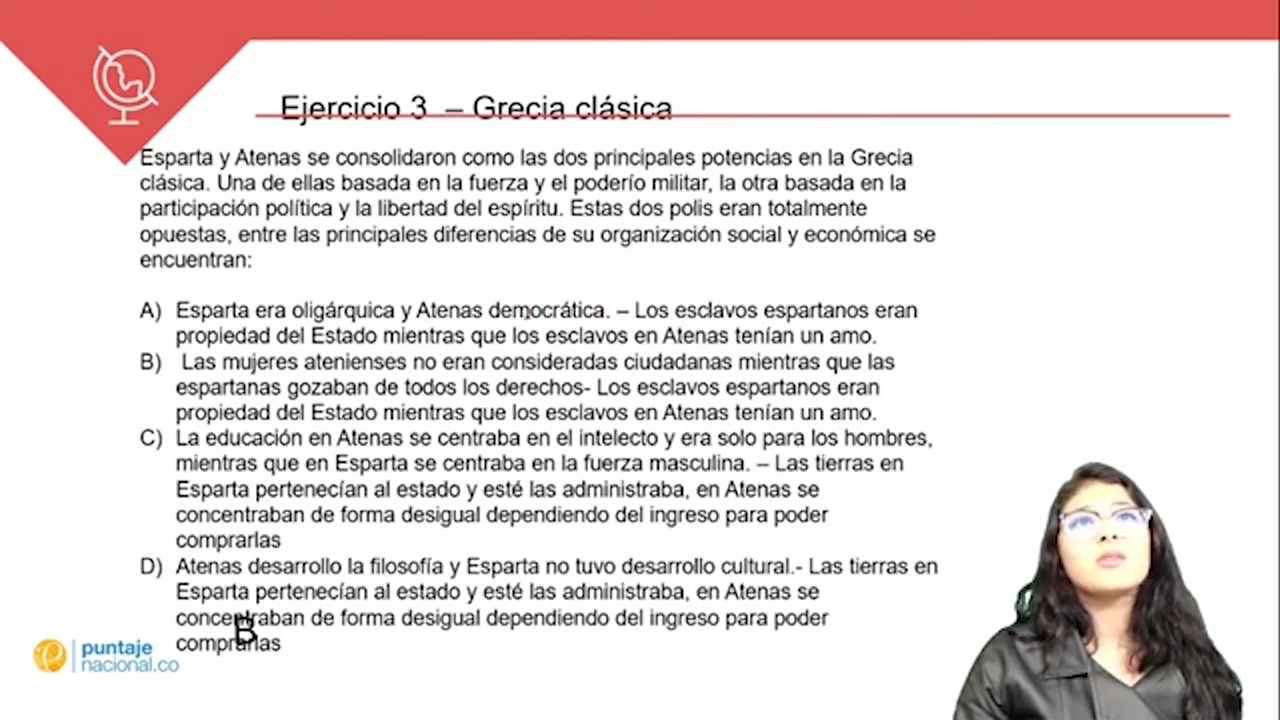 Ejercicio 3 – Grecia clásica
Esparta y Atenas se consolidaron como las dos principales potencias en la Grecia
clásica. Una de ellas basada en la fuerza y el poderío militar, la otra basada en la
participación política y la libertad del espíritu. Estas dos polis eran totalmente
opuestas, entre las principales diferencias de su organización social y económica se
encuentran:
A) Esparta era oligárquica y Atenas democrática. – Los esclavos espartanos eran
propiedad del Estado mientras que los esclavos en Atenas tenían un amo.
B) Las mujeres atenienses no eran consideradas ciudadanas mientras que las
espartanas gozaban de todos los derechos- Los esclavos espartanos eran
propiedad del Estado mientras que los esclavos en Atenas tenían un amo.
C) La educación en Atenas se centraba en el intelecto y era solo para los hombres,
mientras que en Esparta se centraba en la fuerza masculina. – Las tierras en
Esparta pertenecían al estado y esté las administraba, en Atenas se
concentraban de forma desigual dependiendo del ingreso para poder
comprarlas
D) Atenas desarrollo la filosofía y Esparta no tuvo desarrollo cultural.- Las tierras en
Esparta pertenecían al estado y esté las administraba, en Atenas se
concentraban de forma desigual dependiendo del ingreso para poder
comprarlas
B
puntaje
nacional.co